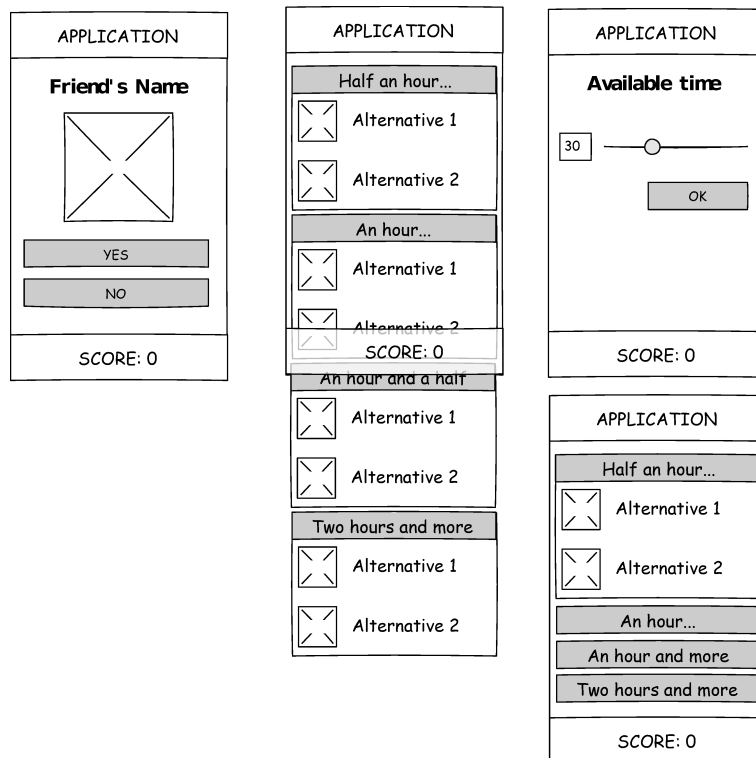 APPLICATION
Friend's Name
YES
NO
SCORE: 0
APPLICATION
Half an hour...
Alternative 1
Alternative 2
An hour...
Alternative 1
Alternative 2
SCORE: 0
An hour and a half
Alternative 1
Alternative 2
Two hours and more
Alternative 1
Alternative 2
APPLICATION
Available time
30
OK
SCORE: 0
APPLICATION
Half an hour...
Alternative 1
Alternative 2
An hour...
An hour and more
Two hours and more
SCORE: 0